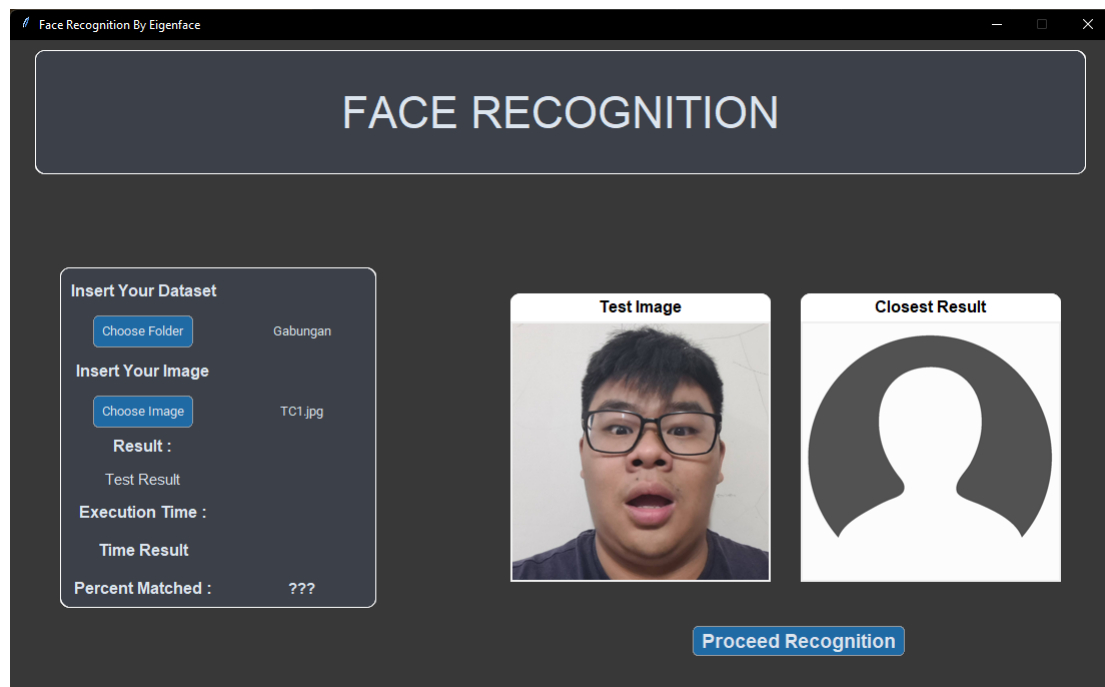 Face Recognition By Eigenface
FACE RECOGNITION
Insert Your Dataset
Choose Folder Gabungan
Insert Your Image
Choose Image TC1.jpg
Result :
Test Result
Execution Time :
Time Result
Percent Matched : ???
Test Image
Closest Result
Proceed Recognition